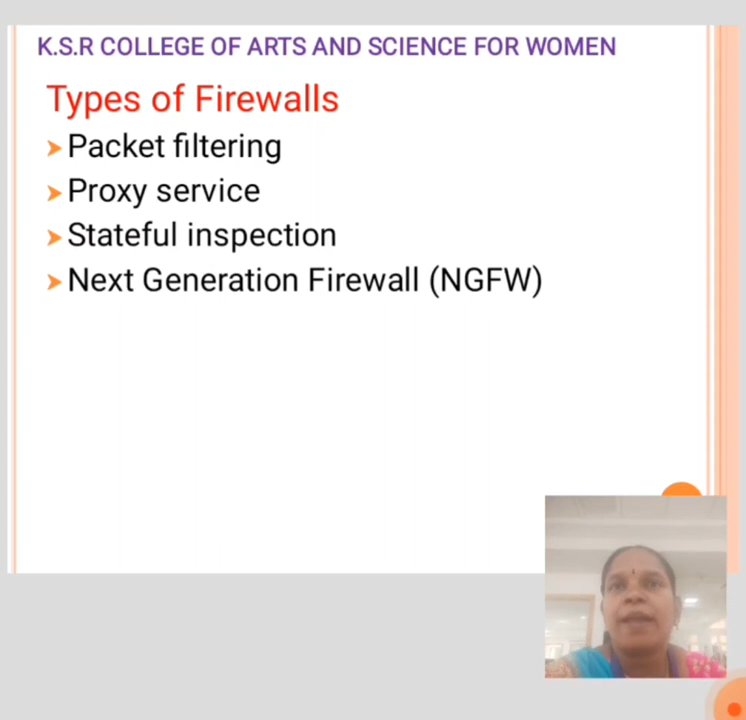 K.S.R COLLEGE OF ARTS AND SCIENCE FOR WOMEN
Types of Firewalls
Packet filtering
Proxy service
Stateful inspection
Next Generation Firewall (NGFW)